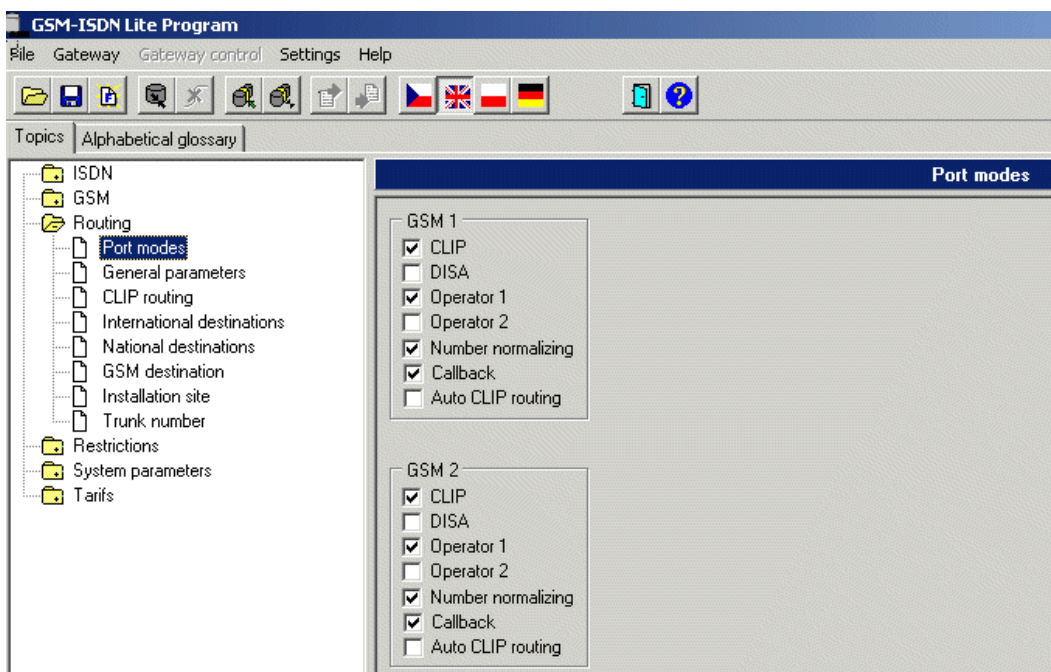 GSM-ISDN Lite Program
File Gateway Gateway control Settings Help
Topics Alphabetical glossary
ISDN
GSM
Routing
Port modes
General parameters
CLIP routing
International destinations
National destinations
GSM destination
Installation site
Trunk number
Restrictions
System parameters
Tarifs
Port modes
GSM 1
CLIP
DISA
Operator 1
Operator 2
Number normalizing
Callback
Auto CLIP routing
GSM 2
CLIP
DISA
Operator 1
Operator 2
Number normalizing
Callback
Auto CLIP routing